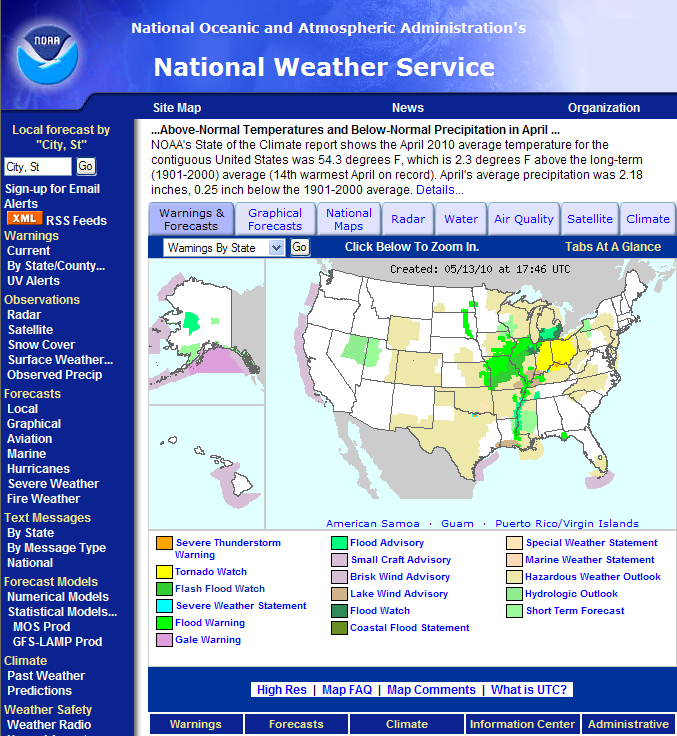 NOAA
National Oceanic and Atmospheric Administration's
National Weather Service
Site Map
News
Organization
Local forecast by
"City, St"
City, St
Go
Sign-up for Email
Alerts
XML RSS Feeds
Warnings
Current
By State/County...
UV Alerts
Observations
Radar
Satellite
Snow Cover
Surface Weather...
Observed Precip
Forecasts
Local
Graphical
Aviation
Marine
Hurricanes
Severe Weather
Fire Weather
Text Messages
By State
By Message Type
National
Forecast Models
Numerical Models
Statistical Models...
MOS Prod
GFS-LAMP Prod
Climate
Past Weather
Predictions
Weather Safety
Weather Radio
...Above-Normal Temperatures and Below-Normal Precipitation in April ...
NOAA's State of the Climate report shows the April 2010 average temperature for the
contiguous United States was 54.3 degrees F, which is 2.3 degrees F above the long-term
(1901-2000) average (14th warmest April on record). April's average precipitation was 2.18
inches, 0.25 inch below the 1901-2000 average. Details...
Warnings &
Forecasts
Graphical
Forecasts
National
Maps
Radar
Water
Air Quality
Satellite
Climate
Warnings By State
Go
Click Below To Zoom In.
Tabs At A Glance
Created: 05/13/10 at 17:46 UTC
American Samoa · Guam · Puerto Rico/Virgin Islands
Severe Thunderstorm
Warning
Tornado Watch
Flash Flood Watch
Severe Weather Statement
Flood Warning
Gale Warning
Flood Advisory
Small Craft Advisory
Brisk Wind Advisory
Lake Wind Advisory
Flood Watch
Coastal Flood Statement
Special Weather Statement
Marine Weather Statement
Hazardous Weather Outlook
Hydrologic Outlook
Short Term Forecast
High Res | Map FAQ | Map Comments | What is UTC?
Warnings
Forecasts
Climate
Information Center
Administrative